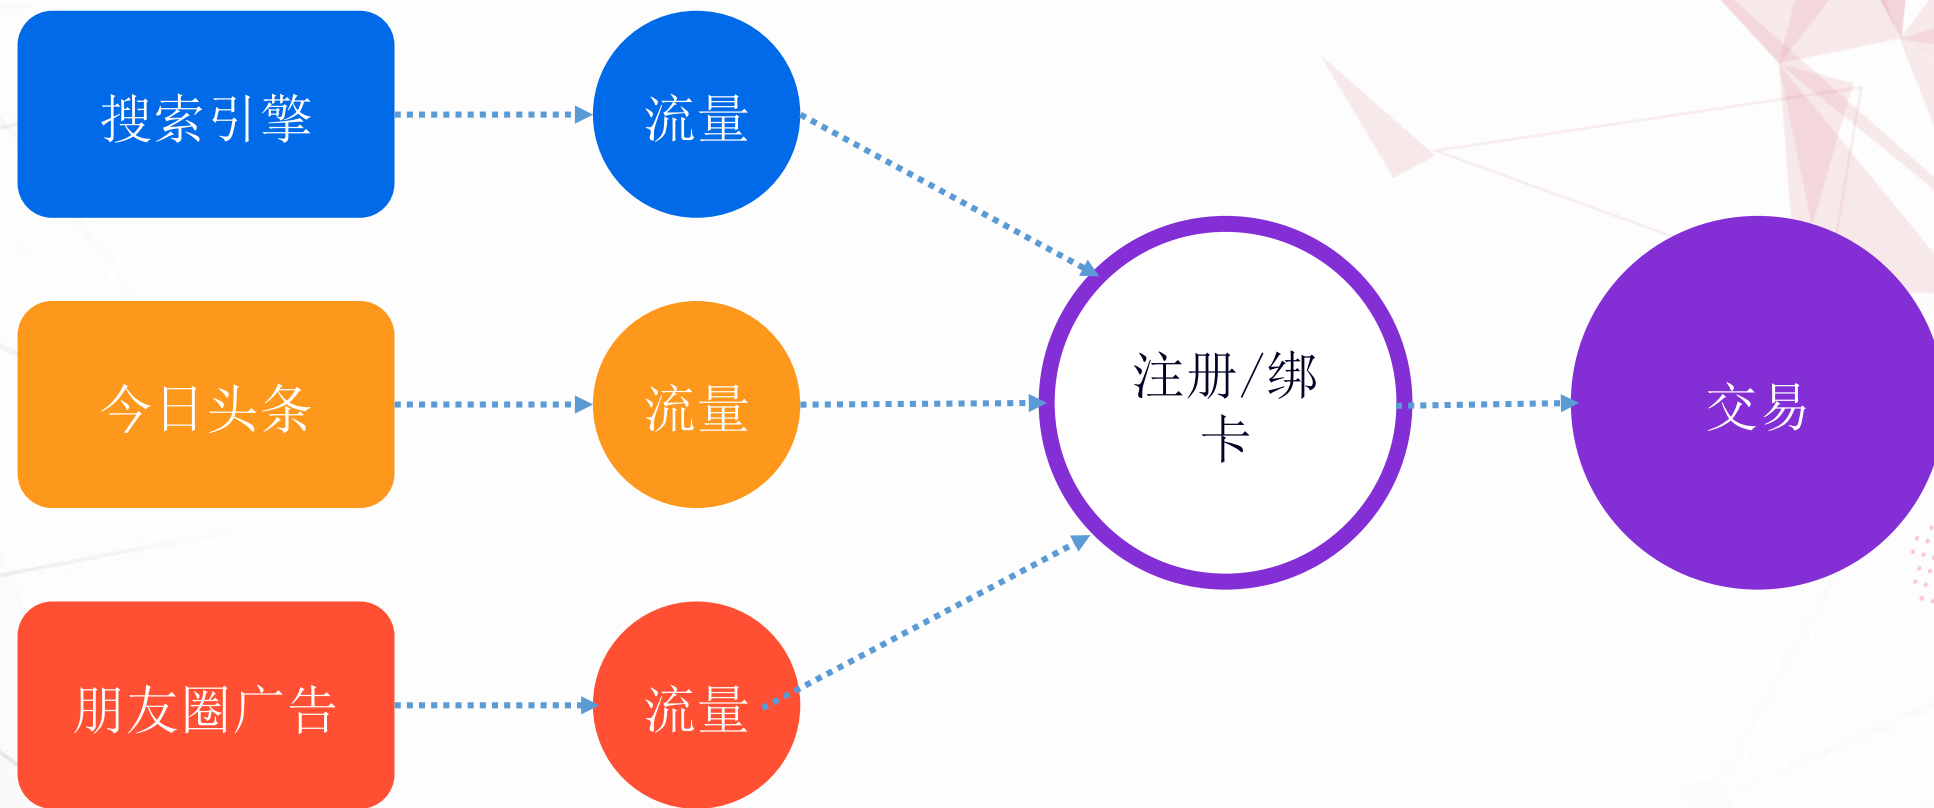 搜索引擎
流量
今日头条
流量
注册/绑
卡
交易
朋友圈广告
流量